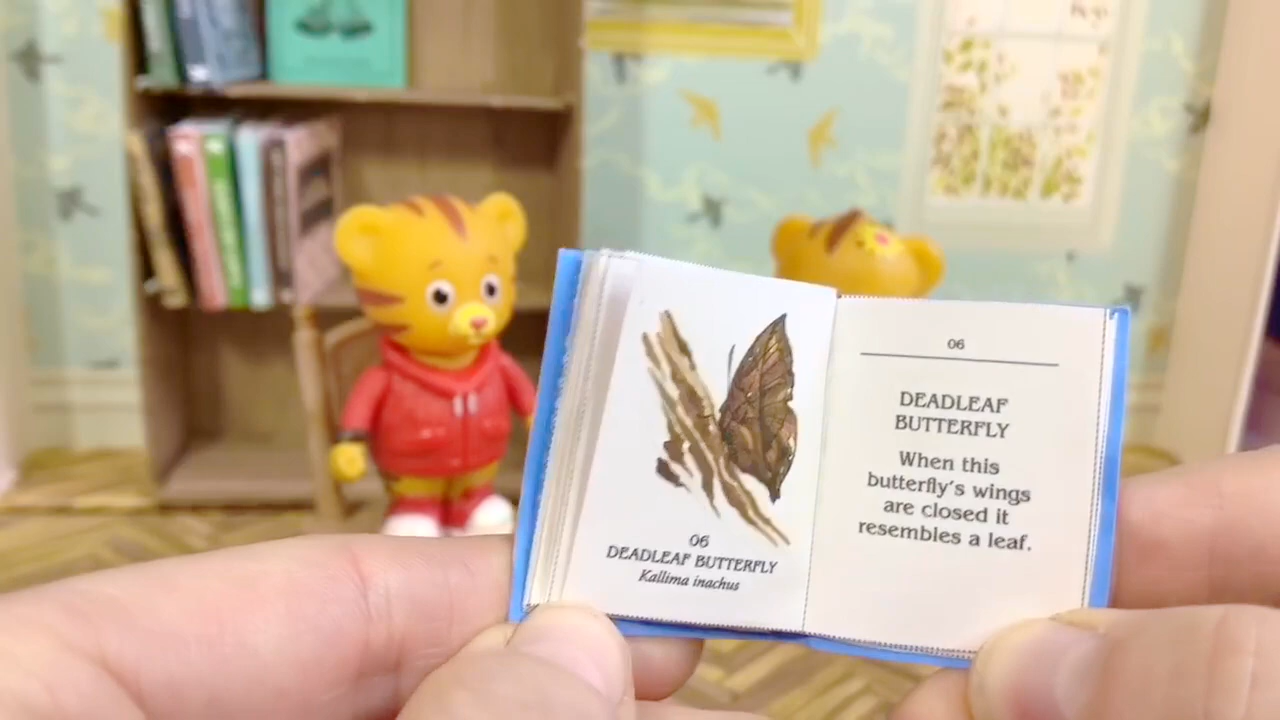 06
DEADLEAF BUTTERFLY
Kallima inachus
06
DEADLEAF
BUTTERFLY
When this
butterfly's wings
are closed it
resembles a leaf.